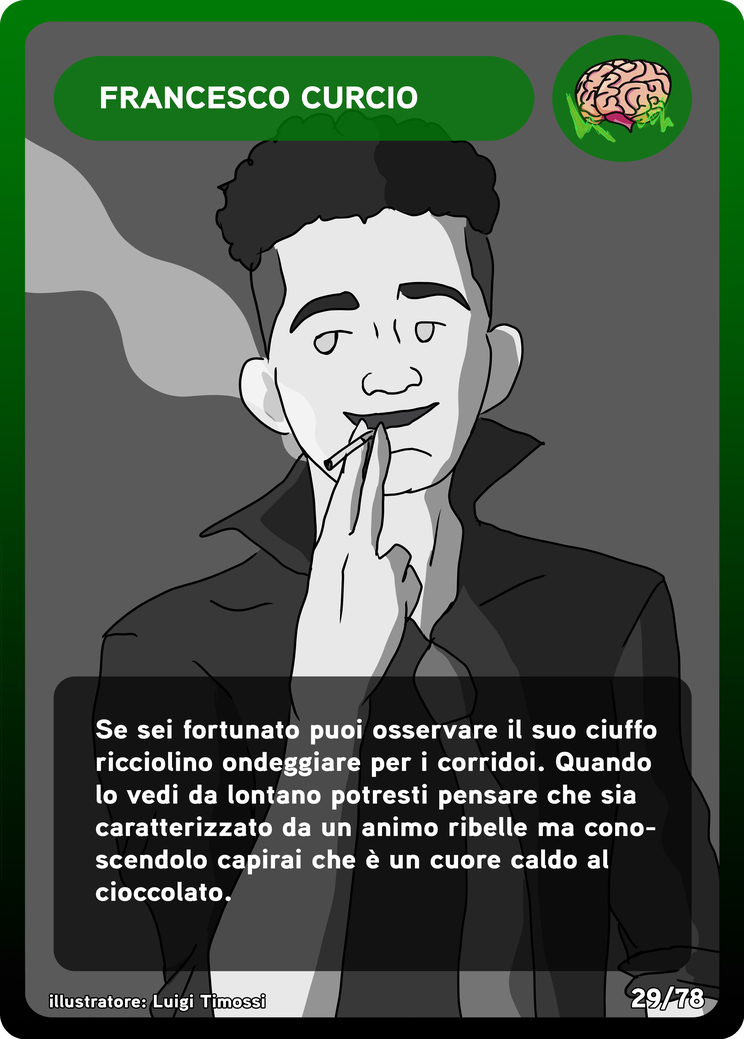 FRANCESCO CURCIO
Se sei fortunato puoi osservare il suo ciuffo
ricciolino ondeggiare per i corridoi. Quando
lo vedi da lontano potresti pensare che sia
caratterizzato da un animo ribelle ma cono-
scendolo capirai che è un cuore caldo al
cioccolato.
illustratore: Luigi Timossi
29/78